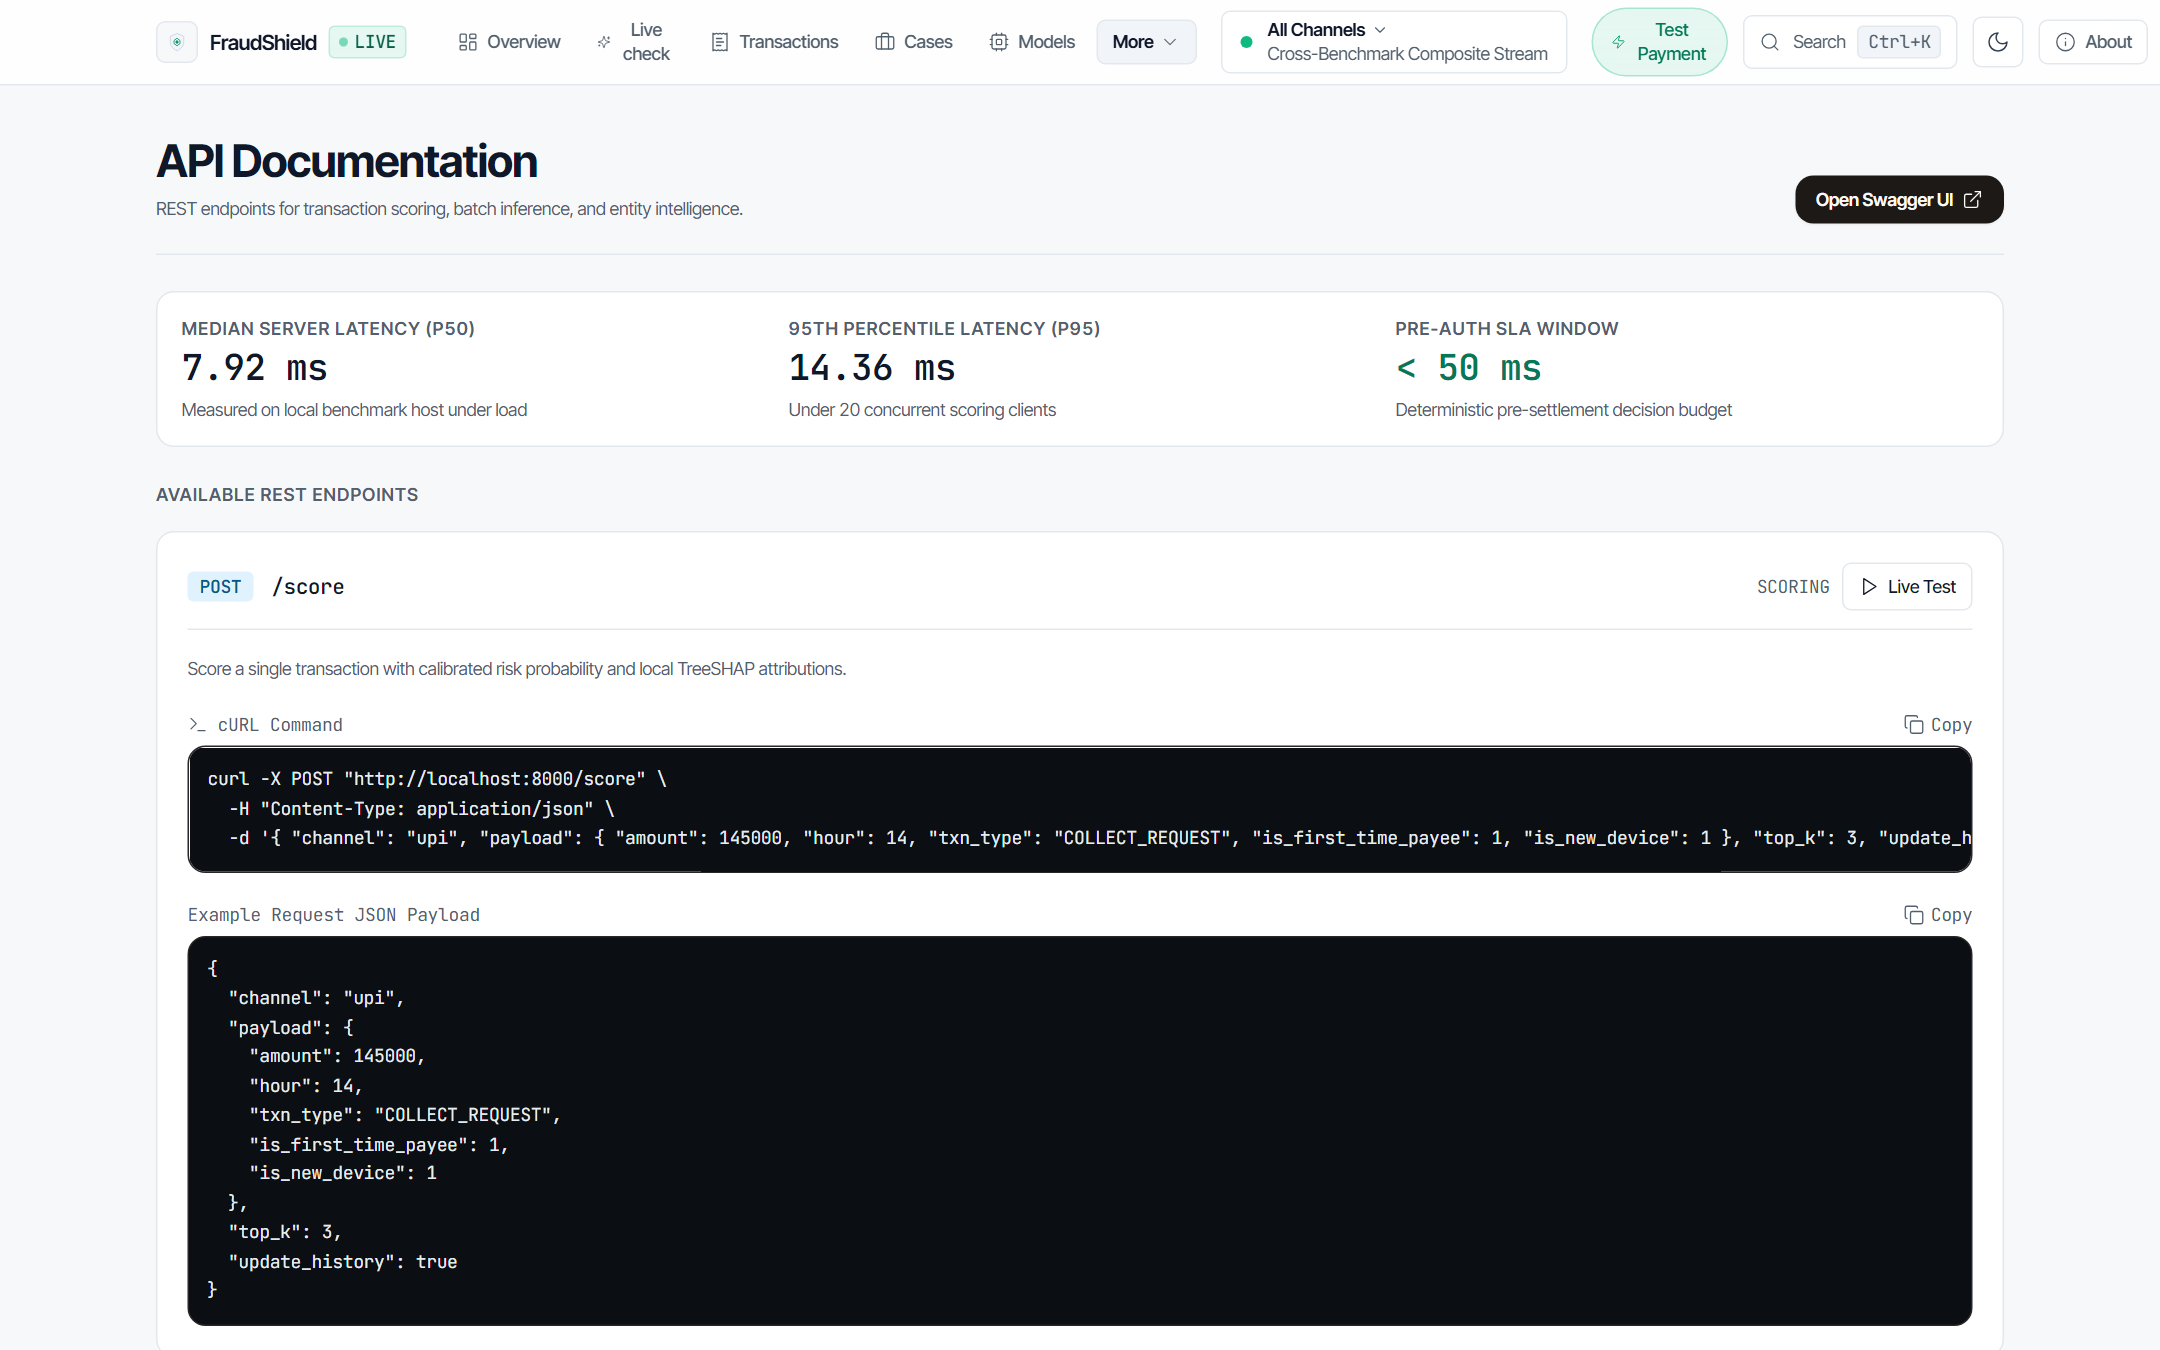 FraudShield
LIVE
Overview
Live
check
Transactions
Cases
Models
More
All Channels
Cross-Benchmark Composite Stream
Test
Payment
Search
Ctrl+K
About
API Documentation
REST endpoints for transaction scoring, batch inference, and entity intelligence.
Open Swagger UI
MEDIAN SERVER LATENCY (P50)
7.92 ms
Measured on local benchmark host under load
95TH PERCENTILE LATENCY (P95)
14.36 ms
Under 20 concurrent scoring clients
PRE-AUTH SLA WINDOW
< 50 ms
Deterministic pre-settlement decision budget
AVAILABLE REST ENDPOINTS
POST
/score
SCORING
Live Test
Score a single transaction with calibrated risk probability and local TreeSHAP attributions.
>_ cURL Command
Copy
curl -X POST "http://localhost:8000/score" \
-H "Content-Type: application/json" \
-d '{ "channel": "upi", "payload": { "amount": 145000, "hour": 14, "txn_type": "COLLECT_REQUEST", "is_first_time_payee": 1, "is_new_device": 1 }, "top_k": 3, "update_h
Example Request JSON Payload
Copy
{
"channel": "upi",
"payload": {
"amount": 145000,
"hour": 14,
"txn_type": "COLLECT_REQUEST",
"is_first_time_payee": 1,
"is_new_device": 1
},
"top_k": 3,
"update_history": true
}